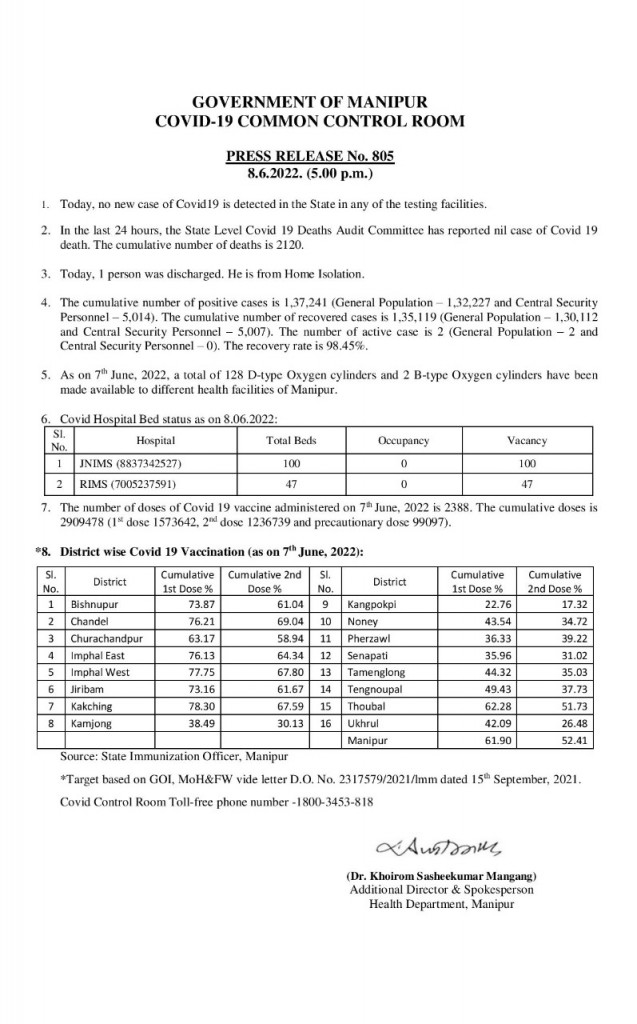 GOVERNMENT OF MANIPUR
COVID-19 COMMON CONTROL ROOM
PRESS RELEASE No. 805
8.6.2022. (5.00 p.m.)
1. Today, no new case of Covid19 is detected in the State in any of the testing facilities.
2. In the last 24 hours, the State Level Covid 19 Deaths Audit Committee has reported nil case of Covid 19
death. The cumulative number of deaths is 2120.
3. Today, 1 person was discharged. He is from Home Isolation.
4. The cumulative number of positive cases is 1,37,241 (General Population – 1,32,227 and Central Security
Personnel – 5,014). The cumulative number of recovered cases is 1,35,119 (General Population – 1,30,112
and Central Security Personnel – 5,007). The number of active case is 2 (General Population – 2 and
Central Security Personnel – 0). The recovery rate is 98.45%.
5. As on 7th June, 2022, a total of 128 D-type Oxygen cylinders and 2 B-type Oxygen cylinders have been
made available to different health facilities of Manipur.
6. Covid Hospital Bed status as on 8.06.2022:
Sl. No. Hospital Total Beds Occupancy Vacancy
1 JNIMS (8837342527) 100 0 100
2 RIMS (7005237591) 47 0 47
7. The number of doses of Covid 19 vaccine administered on 7th June, 2022 is 2388. The cumulative doses is
2909478 (1st dose 1573642, 2nd dose 1236739 and precautionary dose 99097).
*8. District wise Covid 19 Vaccination (as on 7th June, 2022):
Sl. No. District Cumulative 1st Dose % Cumulative 2nd Dose % Sl. No. District Cumulative 1st Dose % Cumulative 2nd Dose %
1 Bishnupur 73.87 61.04 9 Kangpokpi 22.76 17.32
2 Chandel 76.21 69.04 10 Noney 43.54 34.72
3 Churachandpur 63.17 58.94 11 Pherzawl 36.33 39.22
4 Imphal East 76.13 64.34 12 Senapati 35.96 31.02
5 Imphal West 77.75 67.80 13 Tamenglong 44.32 35.03
6 Jiribam 73.16 61.67 14 Tengnoupal 49.43 37.73
7 Kakching 78.30 67.59 15 Thoubal 62.28 51.73
8 Kamjong 38.49 30.13 16 Ukhrul 42.09 26.48
Manipur 61.90 52.41
Source: State Immunization Officer, Manipur
*Target based on GOI, MoH&FW vide letter D.O. No. 2317579/2021/Imm dated 15th September, 2021.
Covid Control Room Toll-free phone number -1800-3453-818
(Dr. Khoirom Sasheekumar Mangang)
Additional Director & Spokesperson
Health Department, Manipur